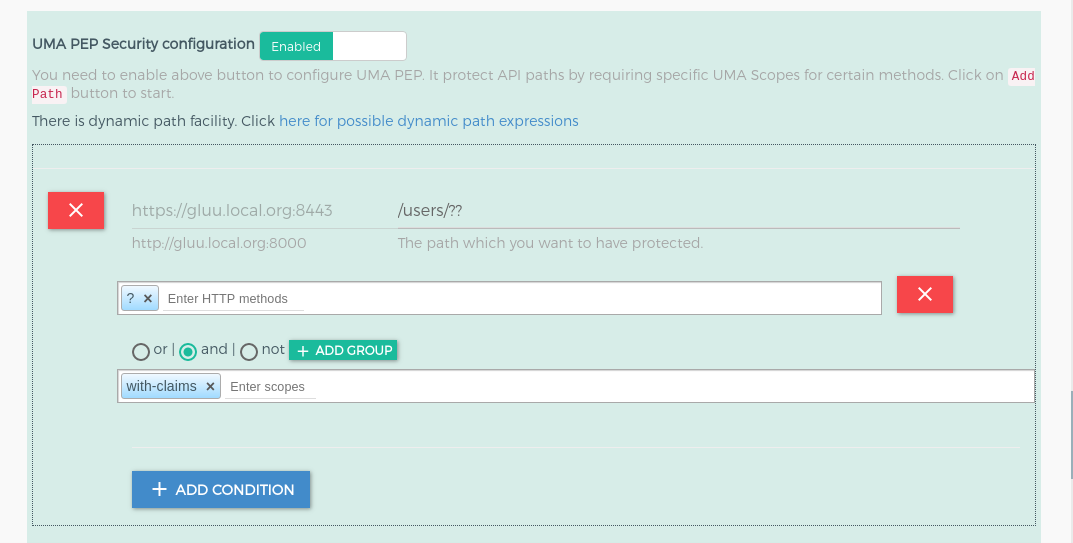 UMA PEP Security configuration Enabled
You need to enable above button to configure UMA PEP. It protect API paths by requiring specific UMA Scopes for certain methods. Click on Add
Path button to start.
There is dynamic path facility. Click here for possible dynamic path expressions
https://gluu.local.org:8443 /users/??
http://gluu.local.org:8000 The path which you want to have protected.
? × Enter HTTP methods
or | and | not + ADD GROUP
with-claims × Enter scopes
+ ADD CONDITION